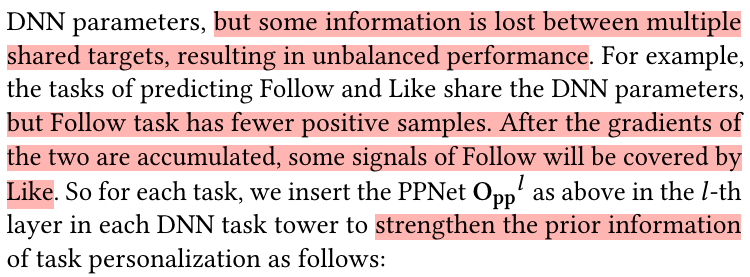 DNN parameters, but some information is lost between multiple
shared targets, resulting in unbalanced performance. For example,
the tasks of predicting Follow and Like share the DNN parameters,
but Follow task has fewer positive samples. After the gradients of
the two are accumulated, some signals of Follow will be covered by
Like. So for each task, we insert the PPNet O_pp^l as above in the l-th
layer in each DNN task tower to strengthen the prior information
of task personalization as follows: